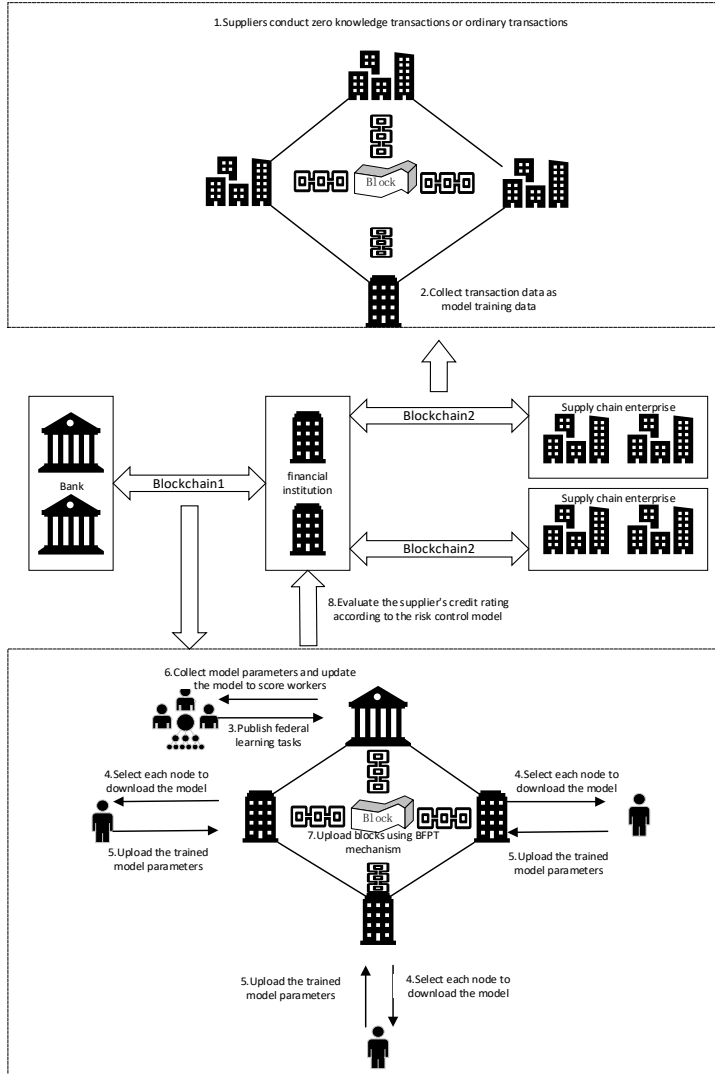 1.Suppliers conduct zero knowledge transactions or ordinary transactions
Block
2.Collect transaction data as
model training data
Bank
Blockchain1
financial
institution
Blockchain2
Supply chain enterprise
Blockchain2
Supply chain enterprise
8.Evaluate the supplier's credit rating
according to the risk control model
6.Collect model parameters and update
the model to score workers
3.Publish federal
learning tasks
4.Select each node to
download the model
5.Upload the trained
model parameters
Block
7.Upload blocks using BFPT
mechanism
4.Select each node to
download the model
5.Upload the trained
model parameters
5.Upload the trained
model parameters
4.Select each node to
download the model